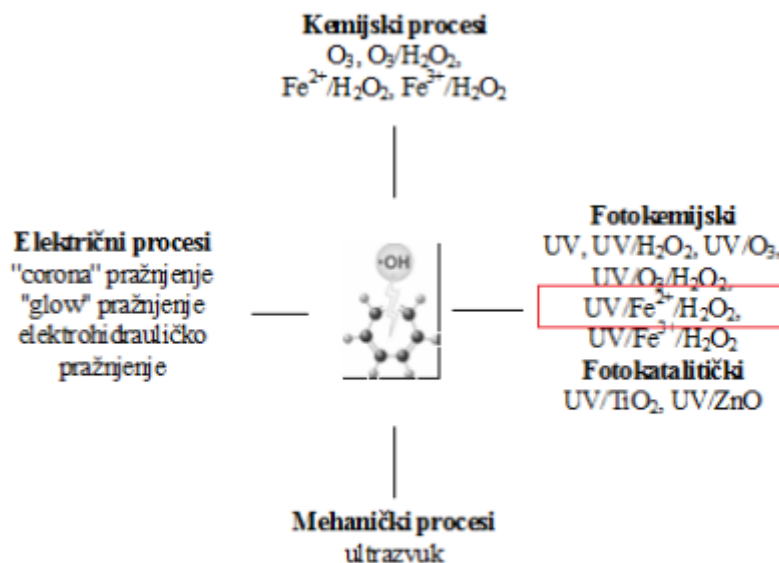 Kemijski procesi
O₃, O₃/H₂O₂,
Fe²⁺/H₂O₂, Fe³⁺/H₂O₂
Električni procesi
"corona" pražnjenje
"glow" pražnjenje
elektrohidrauličko
pražnjenje
•OH
Fotokemijski
UV, UV/H₂O₂, UV/O₃,
UV/O₃/H₂O₂,
UV/Fe²⁺/H₂O₂,
UV/Fe³⁺/H₂O₂
Fotokatalitički
UV/TiO₂, UV/ZnO
Mehanički procesi
ultrazvuk